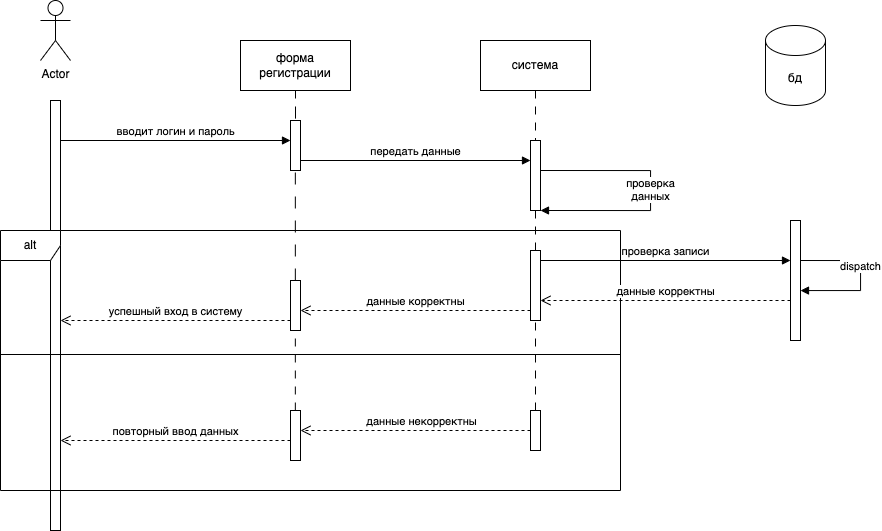 Actor
форма
регистрации
система
бд
вводит логин и пароль
передать данные
проверка
данных
alt
проверка записи
dispatch
данные корректны
данные корректны
успешный вход в систему
данные некорректны
повторный ввод данных